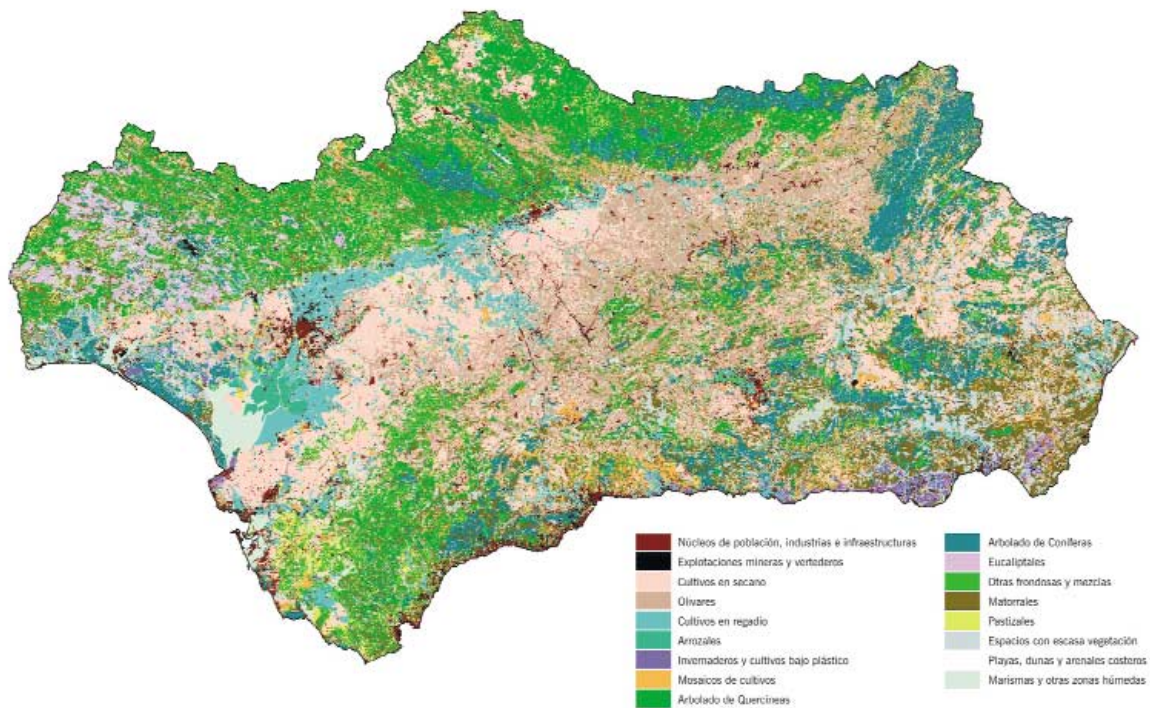 Núcleos de población, industrias e infraestructuras
Explotaciones mineras y vertederos
Cultivos en secano
Olivares
Cultivos en regadío
Arrozales
Invernaderos y cultivos bajo plástico
Mosaicos de cultivos
Arbolado de Quercíneas
Arbolado de Coníferas
Eucaliptales
Otras frondosas y mezclas
Matorrales
Pastizales
Espacios con escasa vegetación
Playas, dunas y arenales costeros
Marismas y otras zonas húmedas